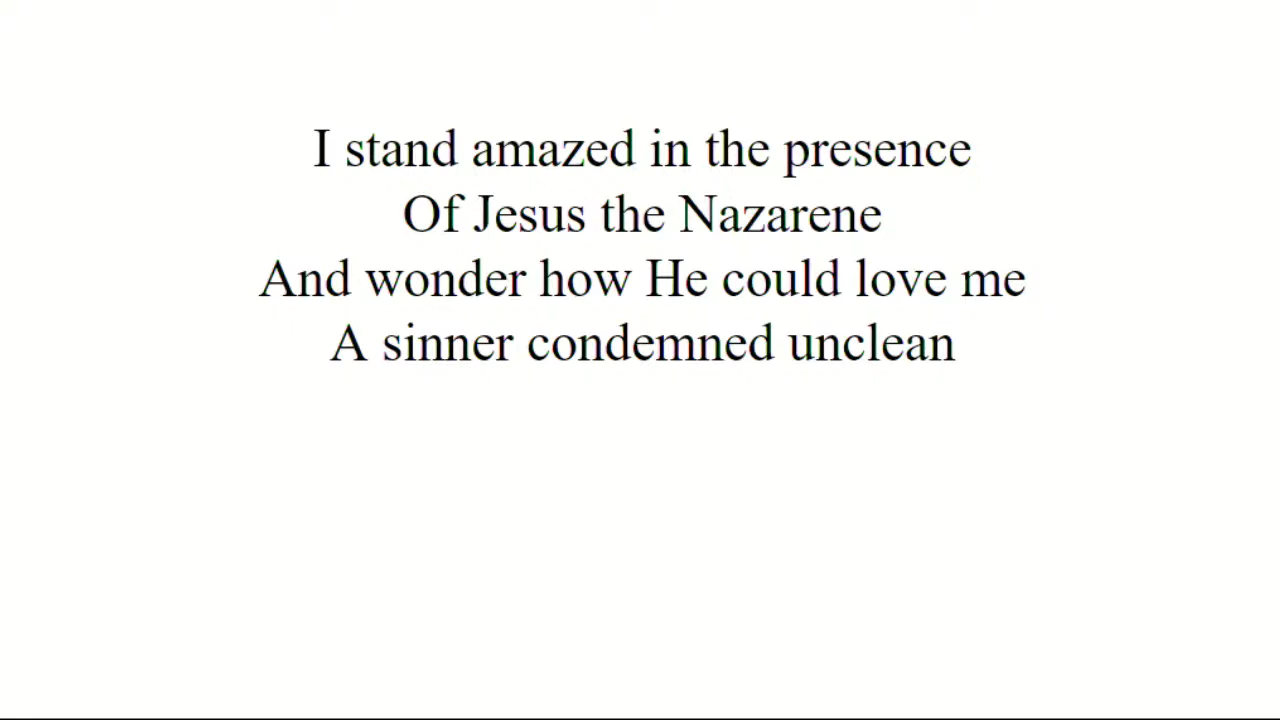 I stand amazed in the presence
Of Jesus the Nazarene
And wonder how He could love me
A sinner condemned unclean